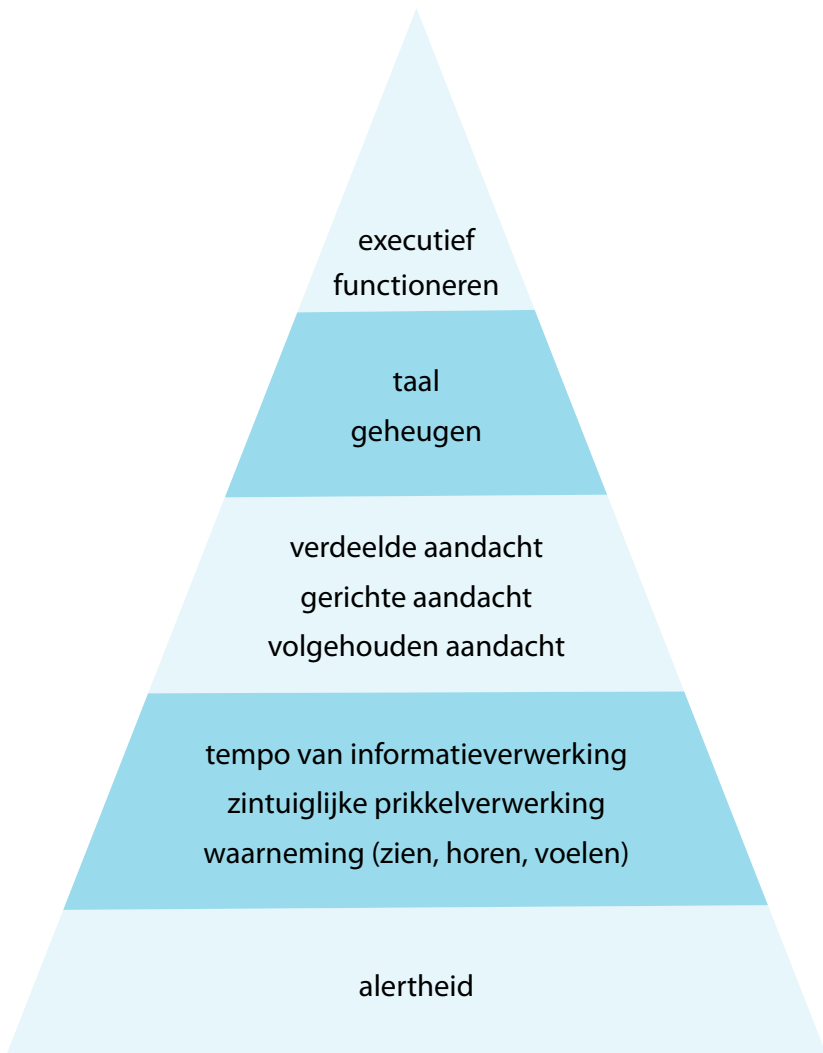 executief
functioneren
taal
geheugen
verdeelde aandacht
gerichte aandacht
volgehouden aandacht
tempo van informatieverwerking
zintuiglijke prikkelverwerking
waarneming (zien, horen, voelen)
alertheid